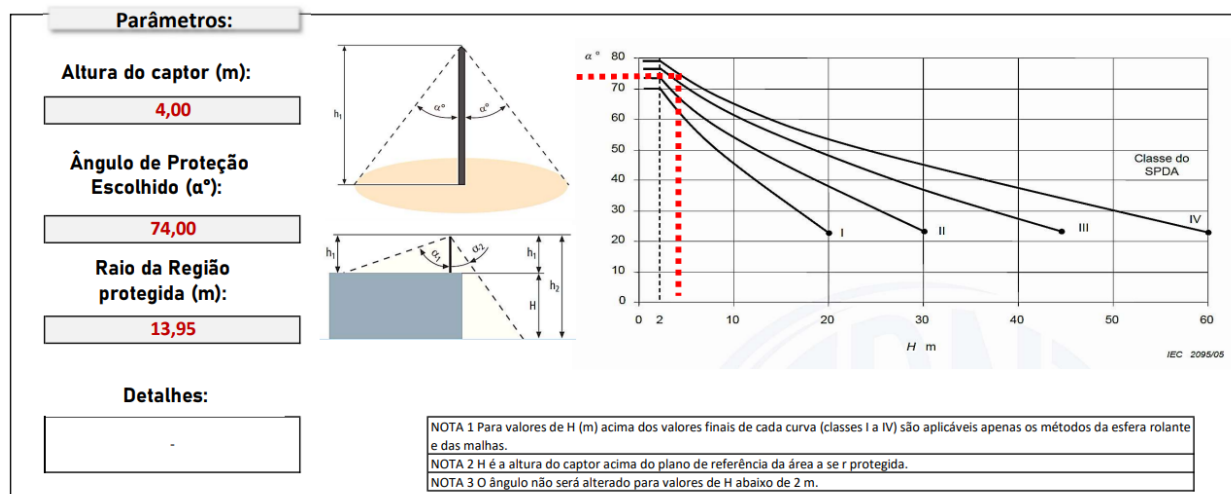 Parâmetros:
Altura do captor (m):
4,00
Ângulo de Proteção
Escolhido (α°):
74,00
Raio da Região
protegida (m):
13,95
Detalhes:
-
h₁
α°
α°
h₁
α₁
α₂
h₁
H
h₂
α°
80
70
60
50
40
30
20
10
0
0
2
10
20
30
40
50
60
H m
Classe do
SPDA
I
II
III
IV
IEC 2095/05
NOTA 1 Para valores de H (m) acima dos valores finais de cada curva (classes I a IV) são aplicáveis apenas os métodos da esfera rolante
e das malhas.
NOTA 2 H é a altura do captor acima do plano de referência da área a se r protegida.
NOTA 3 O ângulo não será alterado para valores de H abaixo de 2 m.